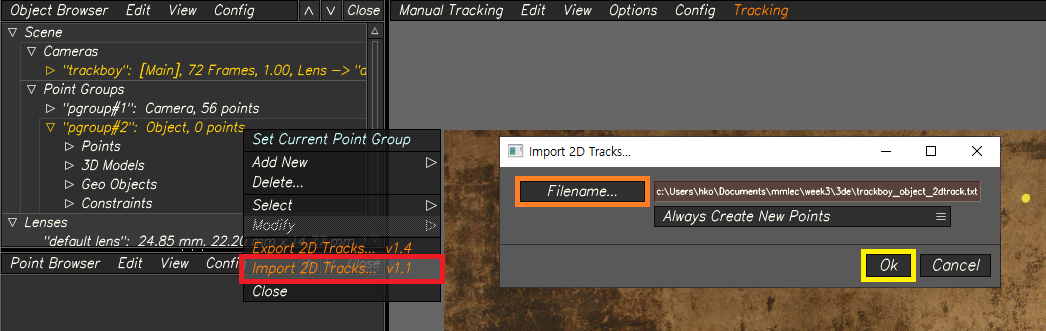 Object Browser Edit View Config ∧ ∨ Close
Manual Tracking Edit View Options Config Tracking
▽ Scene
▽ Cameras
▷ "trackboy": [Main], 72 Frames, 1.00, Lens —> "d
▽ Point Groups
▷ "pgroup#1": Camera, 56 points
▽ "pgroup#2": Object, 0 points
▷ Points
▷ 3D Models
▷ Geo Objects
▷ Constraints
▽ Lenses
"default lens": 24.85 mm, 22.20 mm x
Point Browser Edit View Config Close
Set Current Point Group
Add New ▷
Delete...
Select ▷
Modify ▷
Export 2D Tracks... v1.4
Import 2D Tracks... v1.1
Close
Import 2D Tracks...
Filename... c:\Users\hko\Documents\mmlec\week3\3de\trackboy_object_2dtrack.txt
Always Create New Points
Ok Cancel